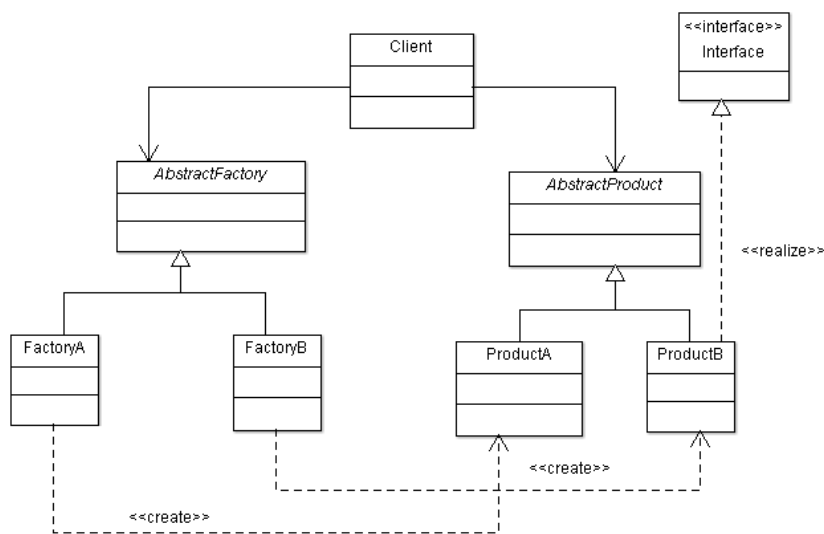 Client
<<interface>>
Interface
AbstractFactory
AbstractProduct
<<realize>>
FactoryA
FactoryB
ProductA
ProductB
<<create>>
<<create>>